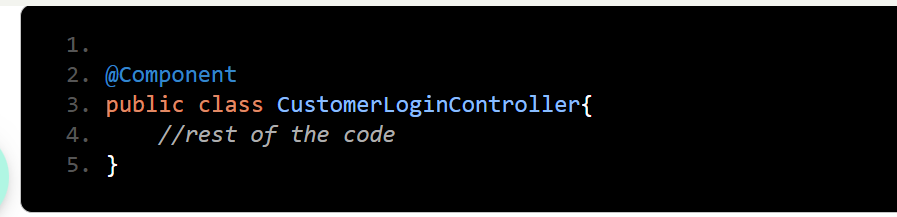 1.
2. @Component
3. public class CustomerLoginController{
4.     //rest of the code
5. }